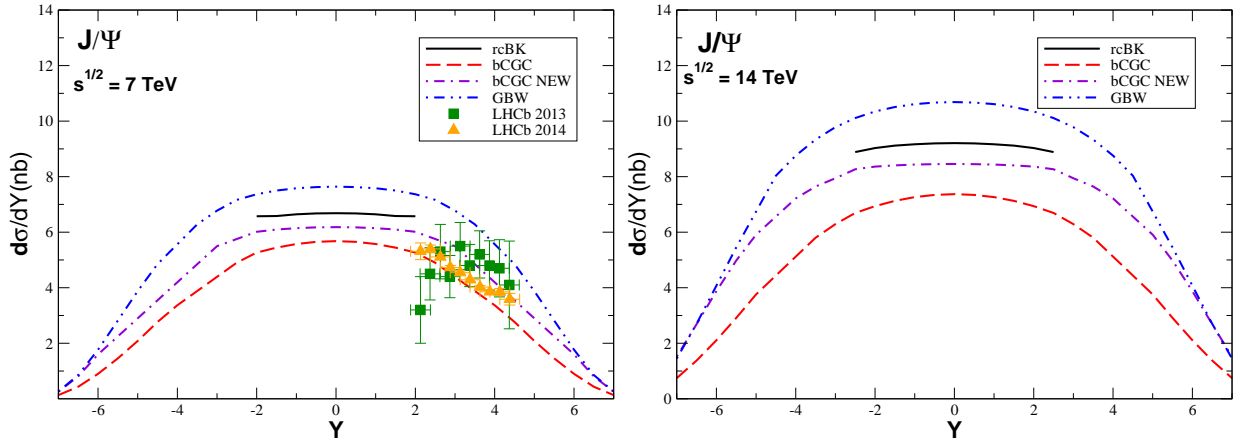 J/Ψ
s^1/2 = 7 TeV
rcBK
bCGC
bCGC NEW
GBW
LHCb 2013
LHCb 2014
dσ/dY(nb)
14
12
10
8
6
4
2
0
-6
-4
-2
0
2
4
6
Y
J/Ψ
s^1/2 = 14 TeV
rcBK
bCGC
bCGC NEW
GBW
dσ/dY(nb)
14
12
10
8
6
4
2
0
-6
-4
-2
0
2
4
6
Y